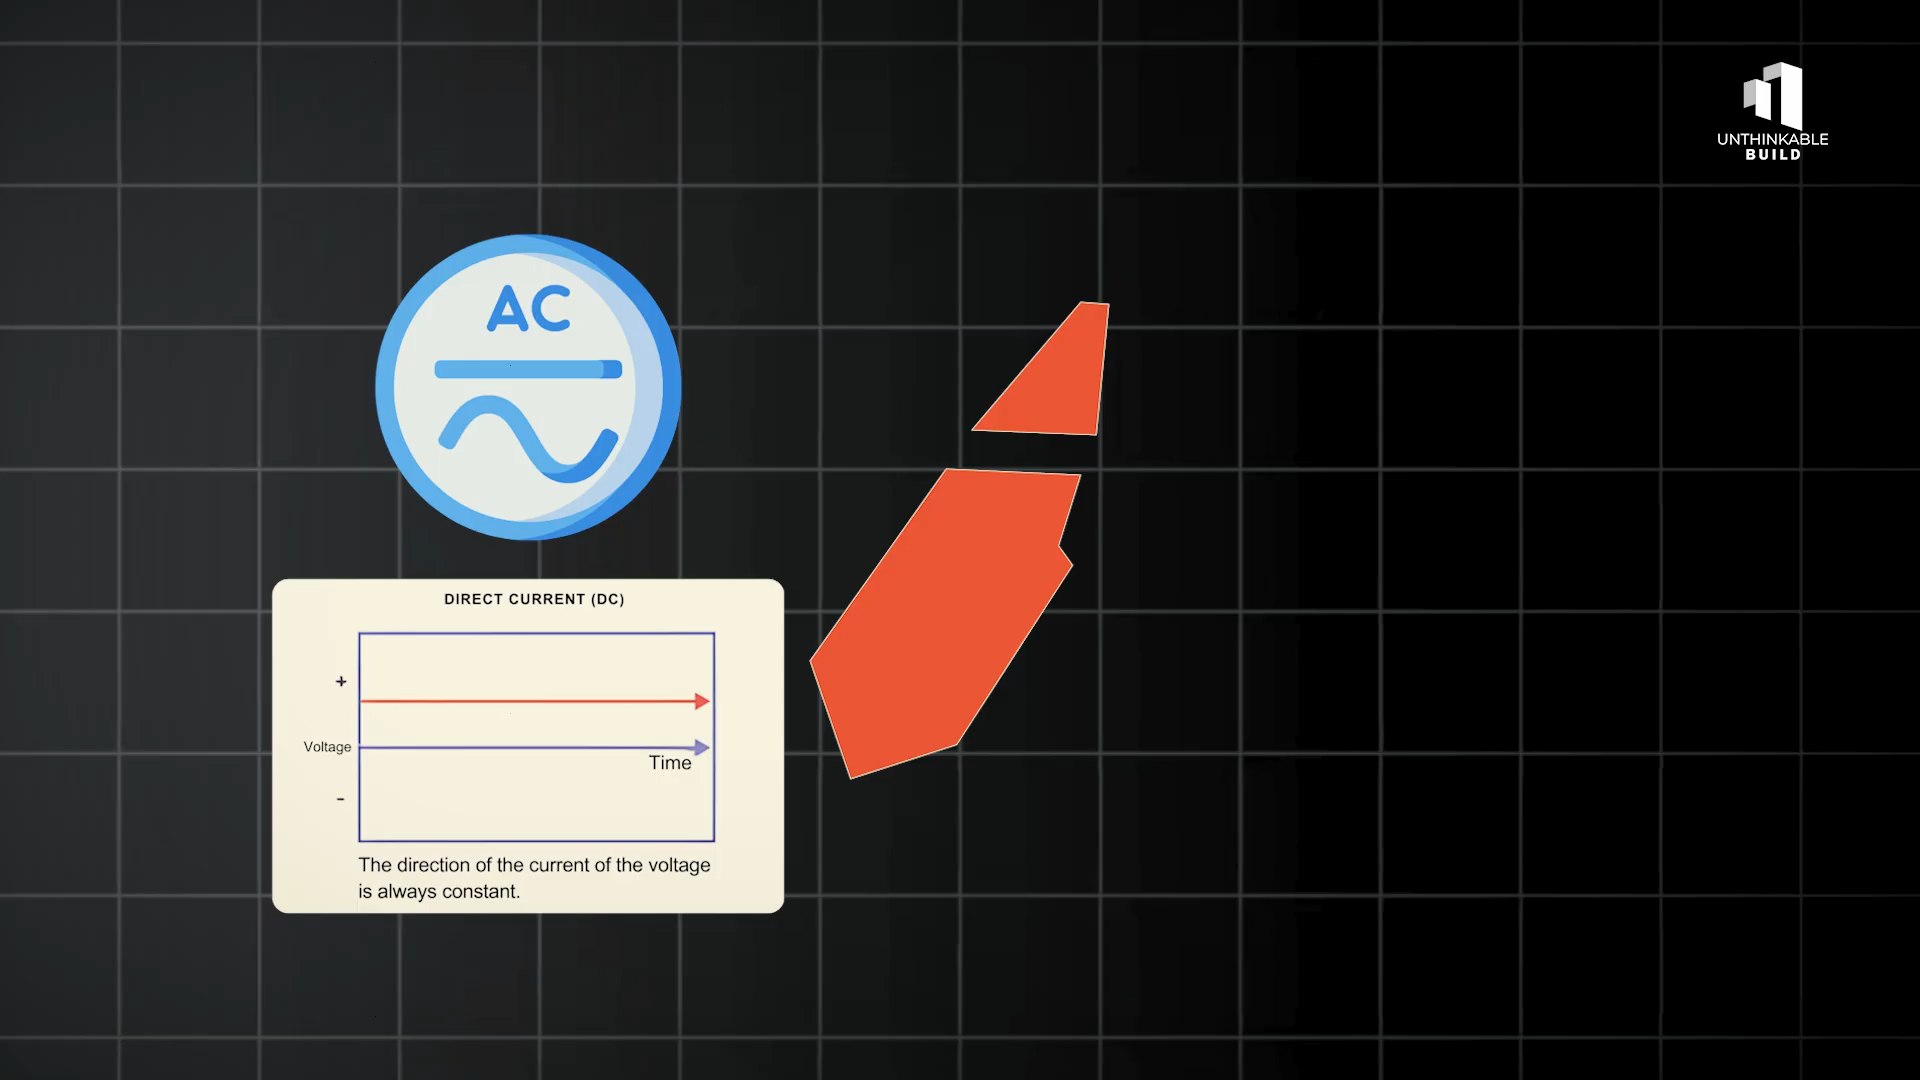 UNTHINKABLE
BUILD
AC
DIRECT CURRENT (DC)
+
Voltage
Time
-
The direction of the current of the voltage
is always constant.